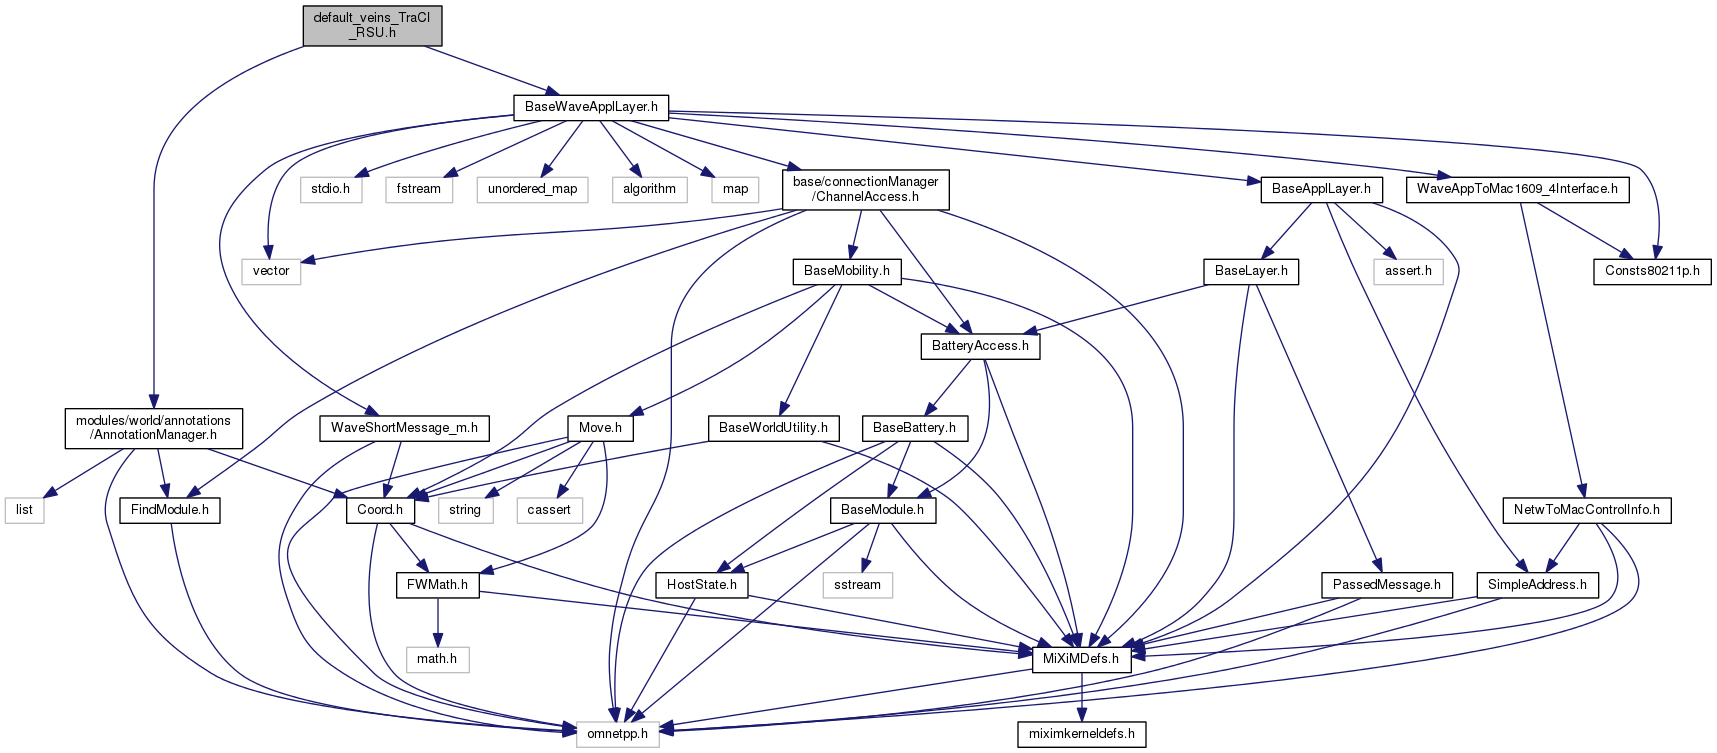 default_veins_TraCI
_RSU.h
BaseWaveApplLayer.h
stdio.h
fstream
unordered_map
algorithm
map
base/connectionManager
/ChannelAccess.h
BaseApplLayer.h
WaveAppToMac1609_4Interface.h
vector
BaseMobility.h
BaseLayer.h
assert.h
Consts80211p.h
BatteryAccess.h
modules/world/annotations
/AnnotationManager.h
WaveShortMessage_m.h
Move.h
BaseWorldUtility.h
BaseBattery.h
list
FindModule.h
Coord.h
string
cassert
BaseModule.h
NetwToMacControlInfo.h
FWMath.h
HostState.h
sstream
PassedMessage.h
SimpleAddress.h
math.h
MiXiMDefs.h
omnetpp.h
miximkerneldefs.h